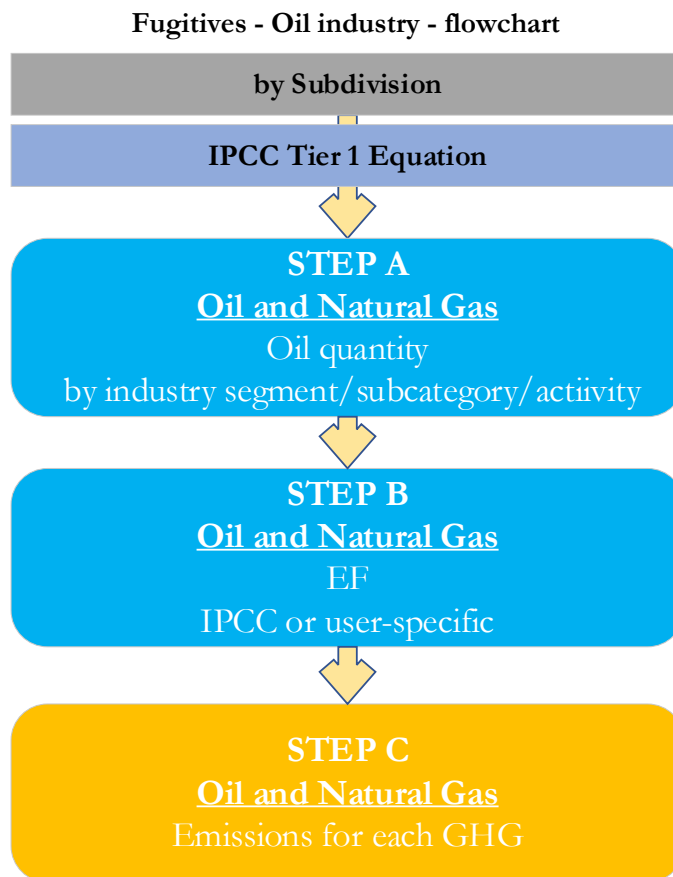 Fugitives - Oil industry - flowchart
by Subdivision
IPCC Tier 1 Equation
STEP A
Oil and Natural Gas
Oil quantity
by industry segment/subcategory/actiivity
STEP B
Oil and Natural Gas
EF
IPCC or user-specific
STEP C
Oil and Natural Gas
Emissions for each GHG